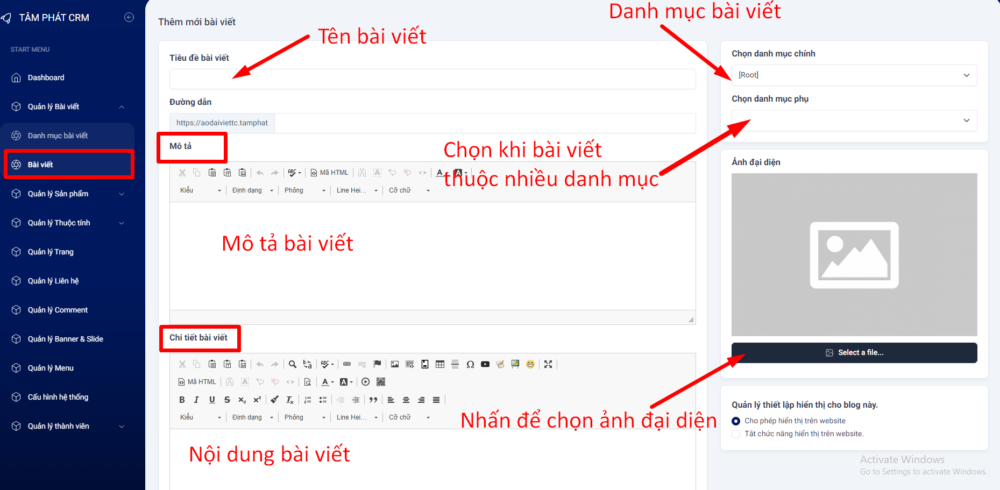 TÂM PHÁT CRM
START MENU
Dashboard
Quản lý Bài viết
Danh mục bài viết
Bài viết
Quản lý Sản phẩm
Quản lý Thuộc tính
Quản lý Trang
Quản lý Liên hệ
Quản lý Comment
Quản lý Banner & Slide
Quản lý Menu
Cấu hình hệ thống
Quản lý thành viên
Thêm mới bài viết
Tên bài viết
Tiêu đề bài viết
Đường dẫn
https://aodaiviettc.tamphat
Mô tả
Mã HTML
Kiểu Định dạng Phông Line Hei... Cỡ chữ
Mô tả bài viết
Chi tiết bài viết
Mã HTML
Kiểu Định dạng Phông Line Hei... Cỡ chữ
Nội dung bài viết
Danh mục bài viết
Chọn danh mục chính
[Root]
Chọn danh mục phụ
Chọn khi bài viết
thuộc nhiều danh mục
Ảnh đại diện
Select a file...
Nhấn để chọn ảnh đại diện
Quản lý thiết lập hiển thị cho blog này.
Cho phép hiển thị trên website
Tắt chức năng hiển thị trên website.
Activate Windows
Go to Settings to activate Windows.